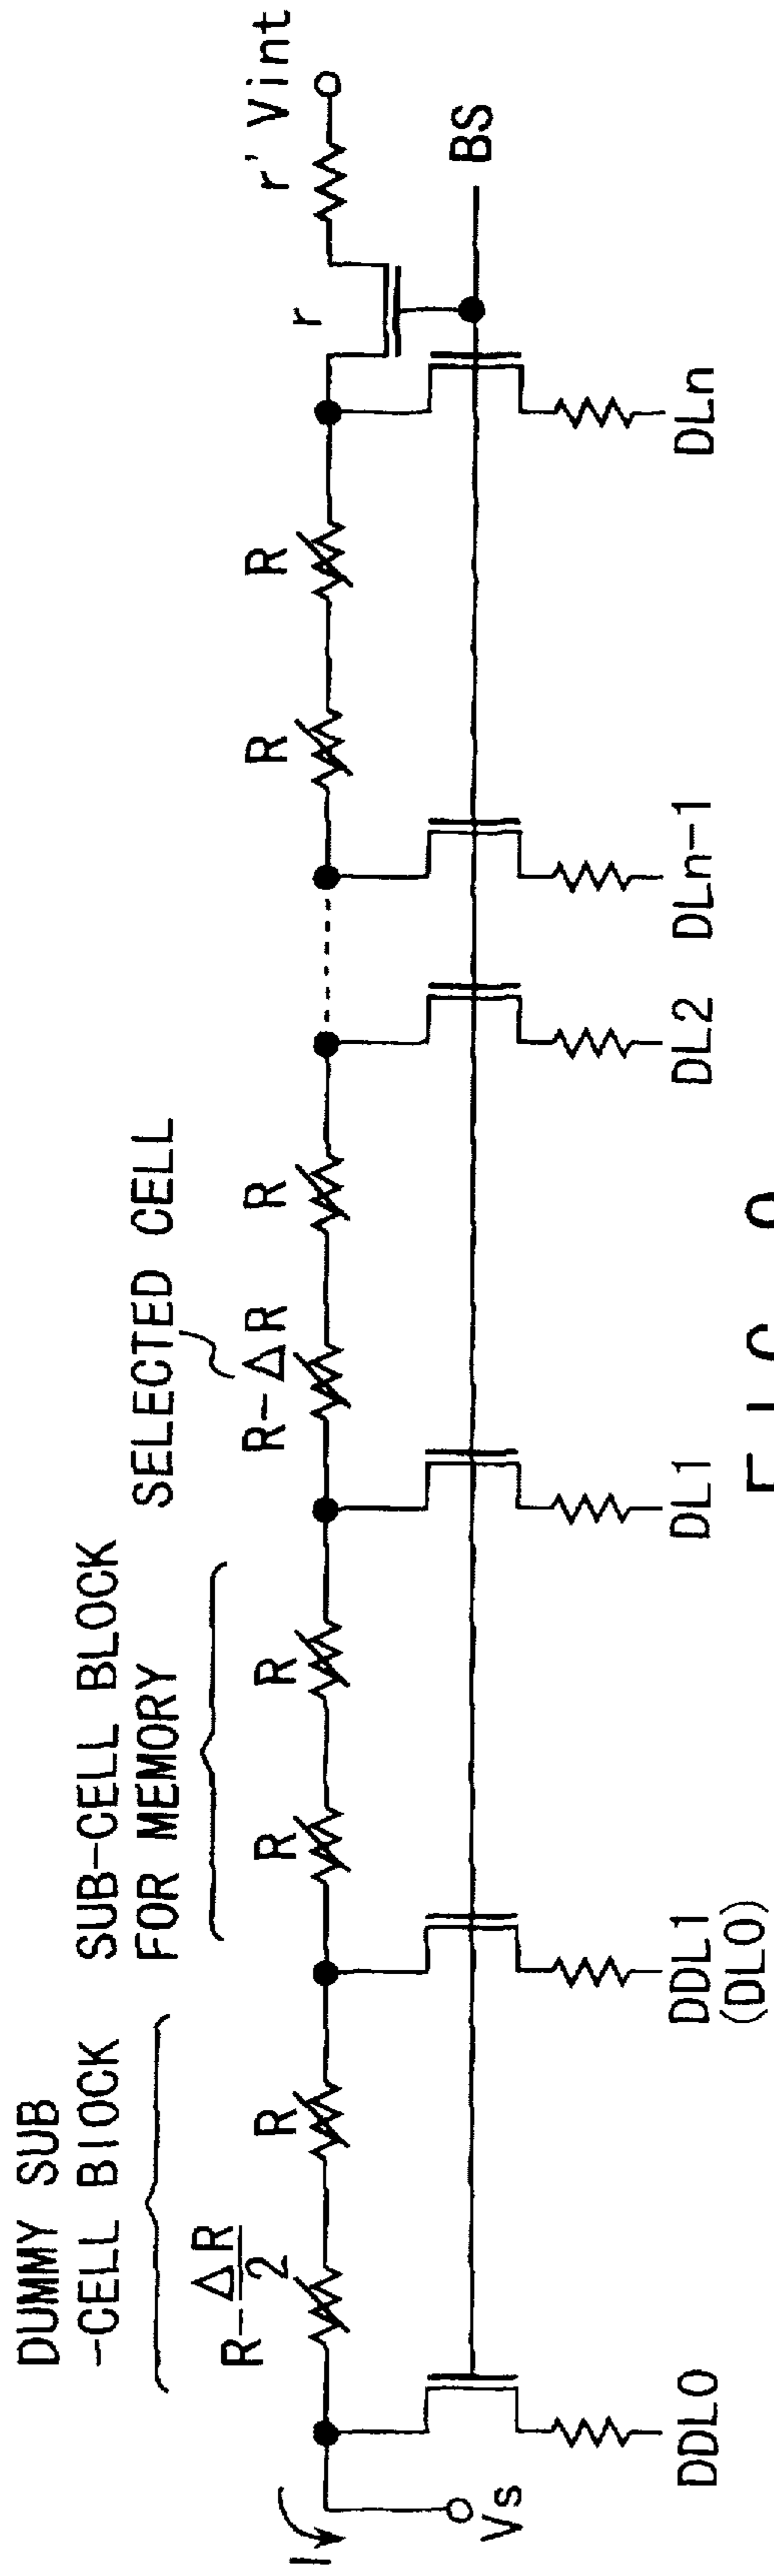 DUMMY SUB
-CELL BlOCK
R-ΔR/2
R
SUB-CELL BLOCK
FOR MEMORY
R
R
SELECTED CELL
R-ΔR
R
R
R
r
r' Vint
BS
I
Vs
DDL0
DDL1
(DL0)
DL1
DL2
DLn-1
DLn